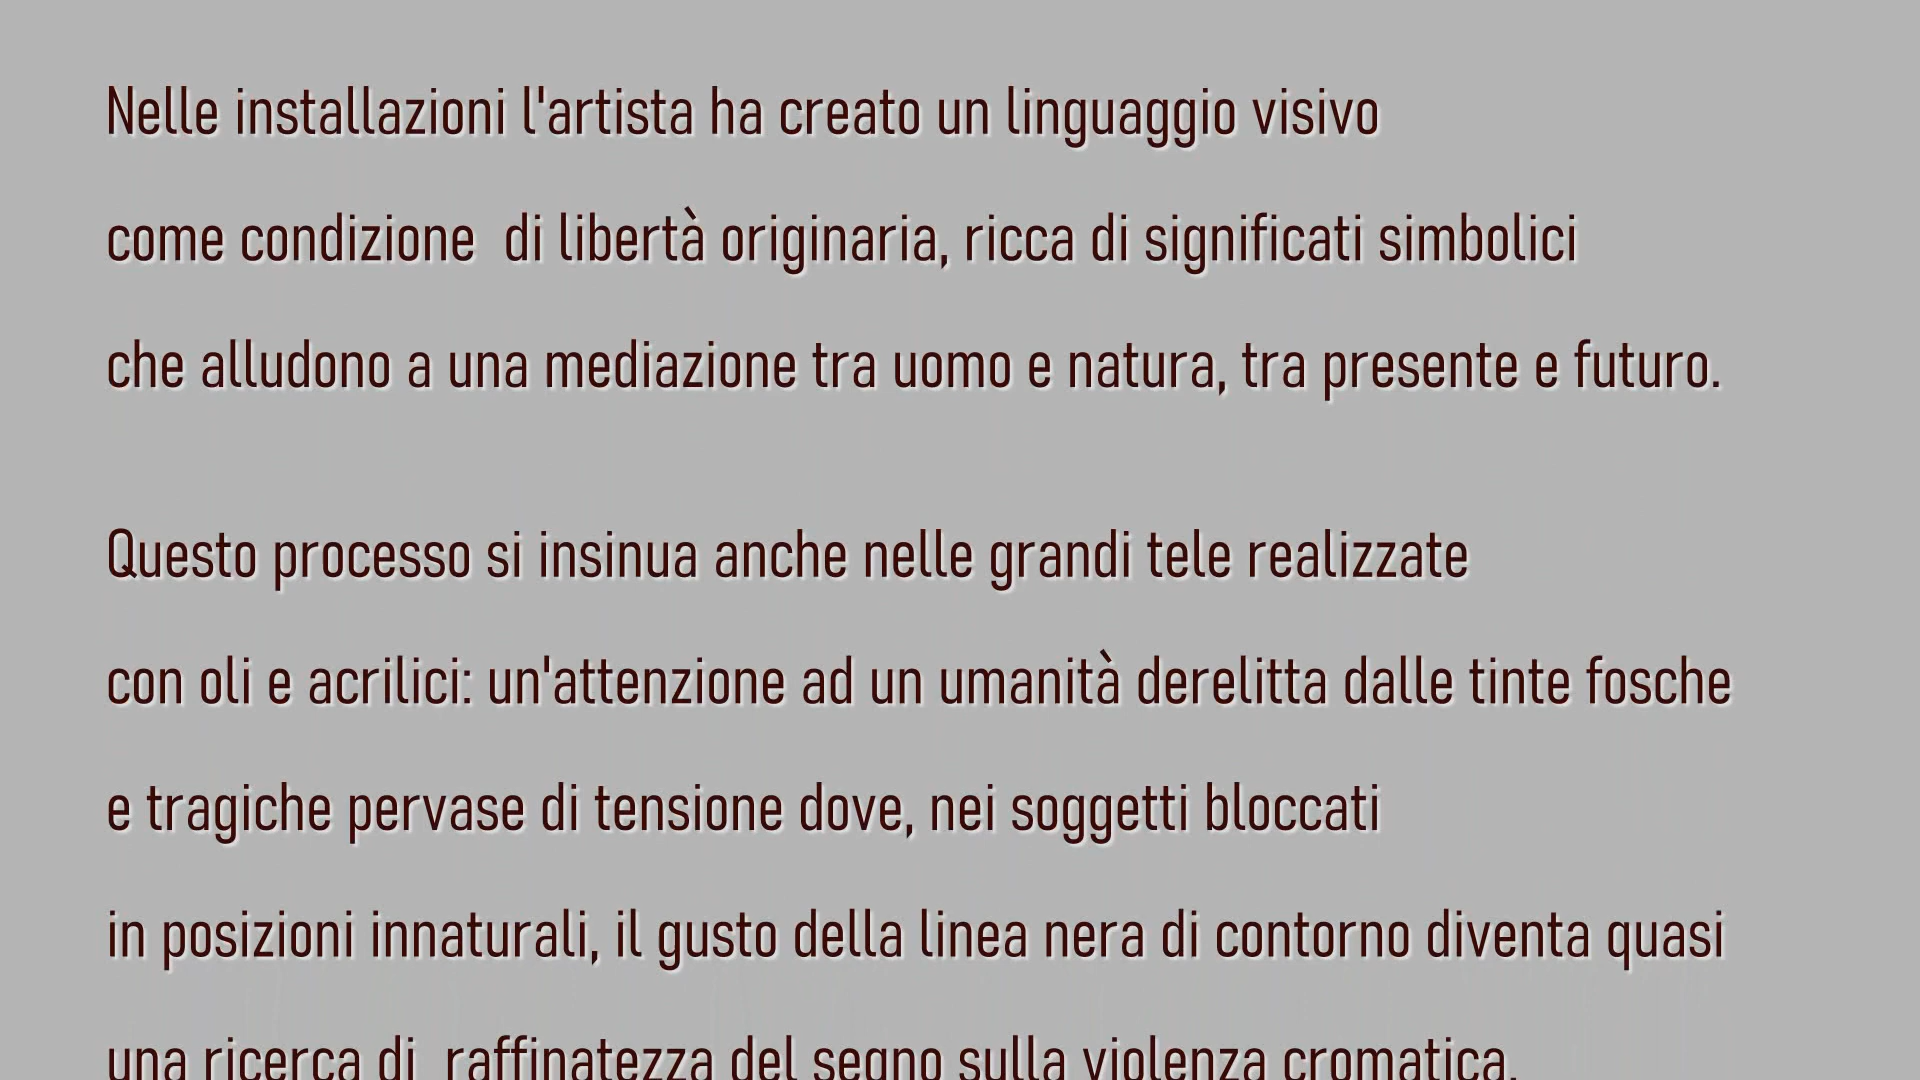 Nelle installazioni l'artista ha creato un linguaggio visivo
come condizione  di libertà originaria, ricca di significati simbolici
che alludono a una mediazione tra uomo e natura, tra presente e futuro.
Questo processo si insinua anche nelle grandi tele realizzate
con oli e acrilici: un'attenzione ad un umanità derelitta dalle tinte fosche
e tragiche pervase di tensione dove, nei soggetti bloccati
in posizioni innaturali, il gusto della linea nera di contorno diventa quasi
una ricerca di  raffinatezza del segno sulla violenza cromatica.